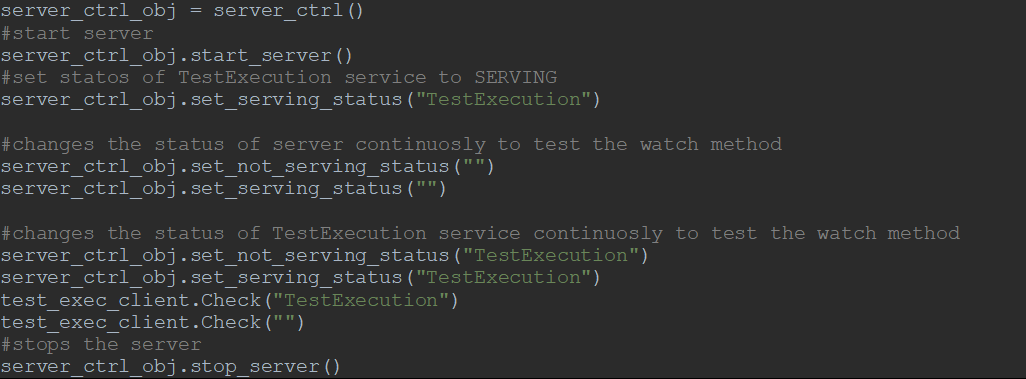 server_ctrl_obj = server_ctrl()
#start server
server_ctrl_obj.start_server()
#set statos of TestExecution service to SERVING
server_ctrl_obj.set_serving_status("TestExecution")
#changes the status of server continuosly to test the watch method
server_ctrl_obj.set_not_serving_status("")
server_ctrl_obj.set_serving_status("")
#changes the status of TestExecution service continuosly to test the watch method
server_ctrl_obj.set_not_serving_status("TestExecution")
server_ctrl_obj.set_serving_status("TestExecution")
test_exec_client.Check("TestExecution")
test_exec_client.Check("")
#stops the server
server_ctrl_obj.stop_server()